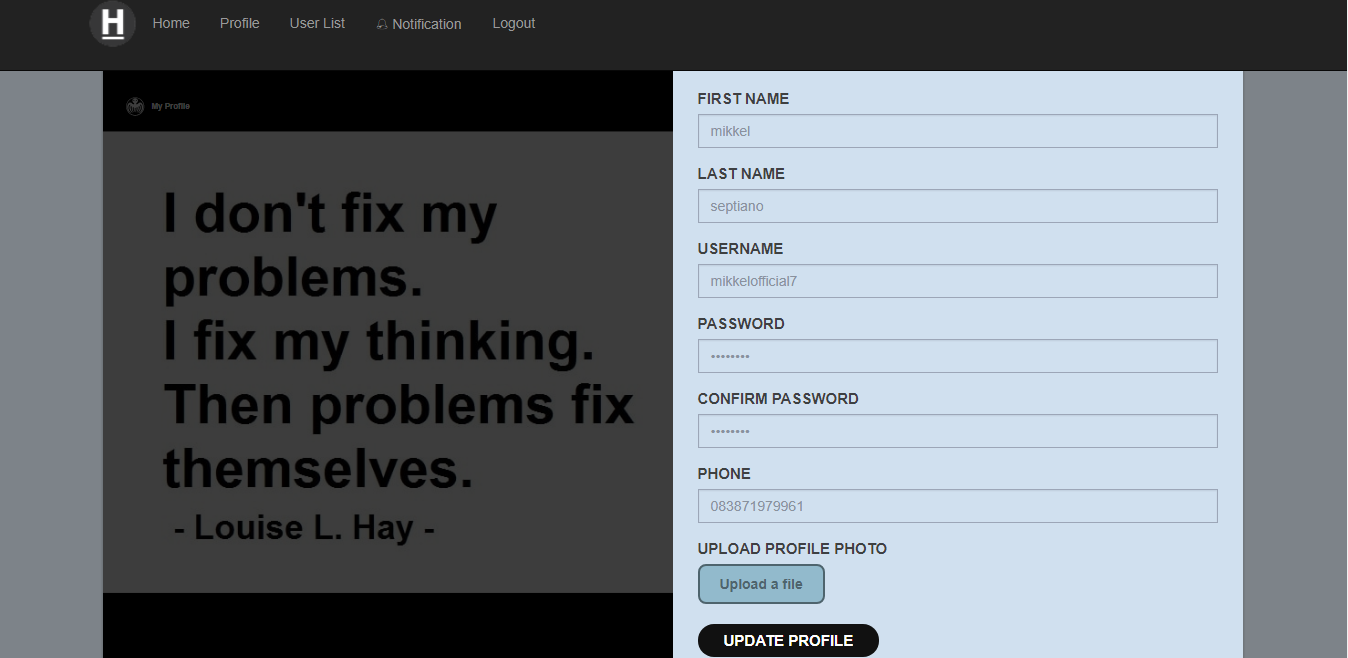 H
Home
Profile
User List
Notification
Logout
My Profile
I don't fix my
problems.
I fix my thinking.
Then problems fix
themselves.
- Louise L. Hay -
FIRST NAME
mikkel
LAST NAME
septiano
USERNAME
mikkelofficial7
PASSWORD
••••••••
CONFIRM PASSWORD
••••••••
PHONE
083871979961
UPLOAD PROFILE PHOTO
Upload a file
UPDATE PROFILE